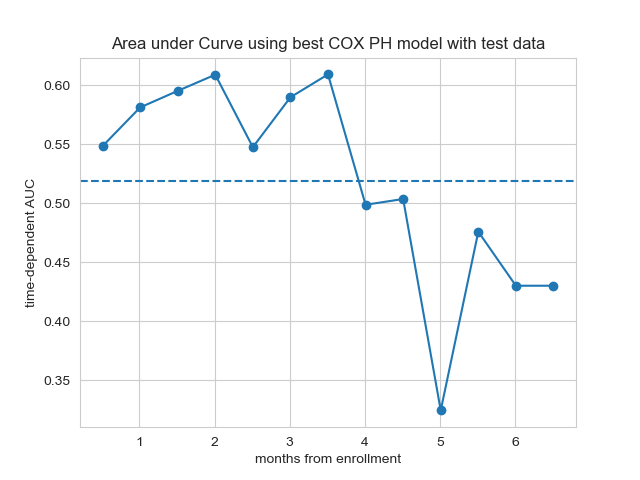 Area under Curve using best COX PH model with test data
time-dependent AUC
0.60
0.55
0.50
0.45
0.40
0.35
1 2 3 4 5 6
months from enrollment